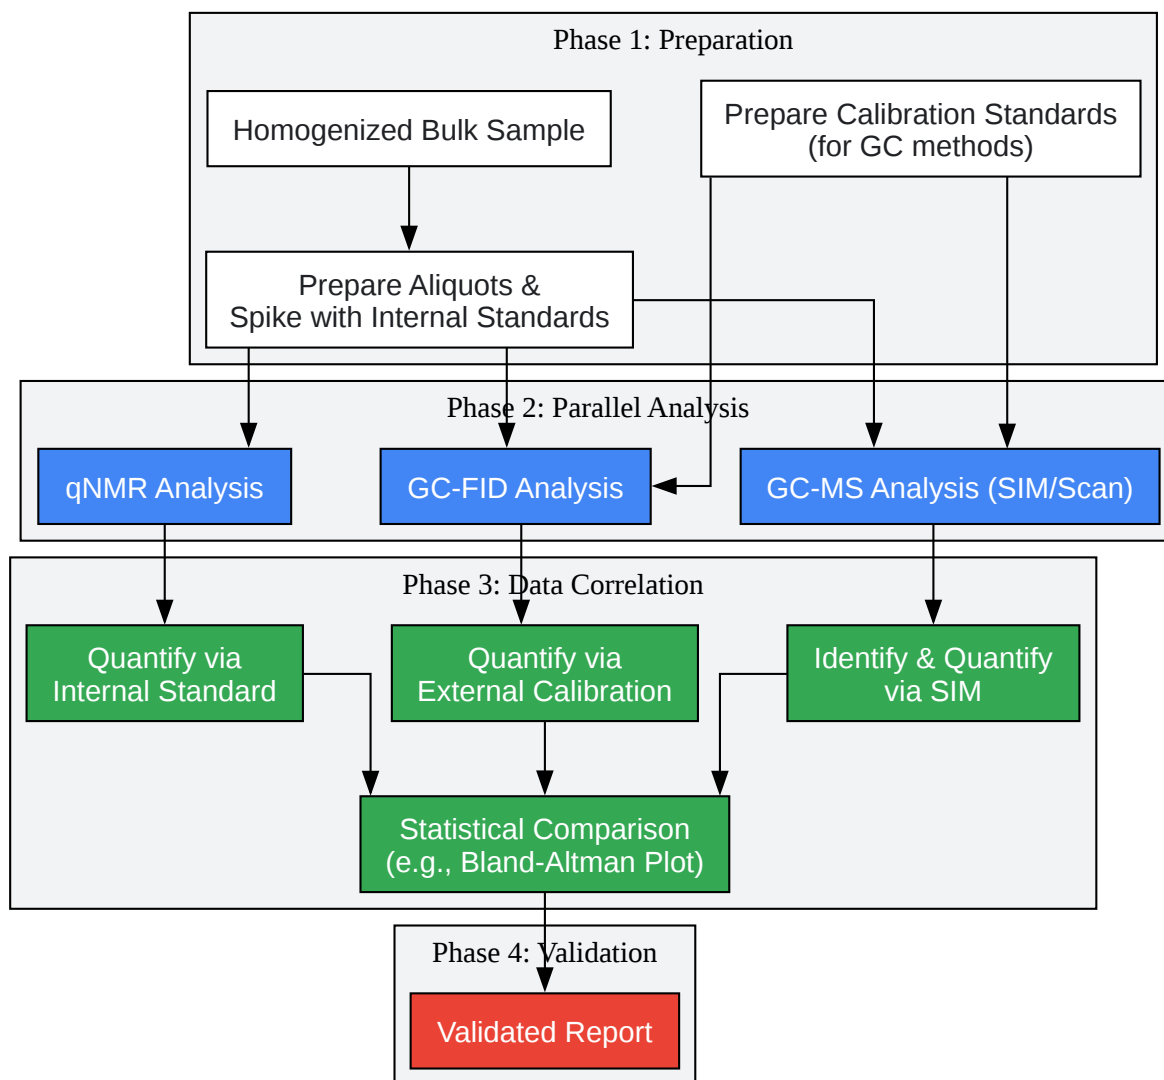 Phase 1: Preparation
Homogenized Bulk Sample
Prepare Calibration Standards
(for GC methods)
Prepare Aliquots &
Spike with Internal Standards
Phase 2: Parallel Analysis
qNMR Analysis
GC-FID Analysis
GC-MS Analysis (SIM/Scan)
Phase 3: Data Correlation
Quantify via
Internal Standard
Quantify via
External Calibration
Identify & Quantify
via SIM
Statistical Comparison
(e.g., Bland-Altman Plot)
Phase 4: Validation
Validated Report